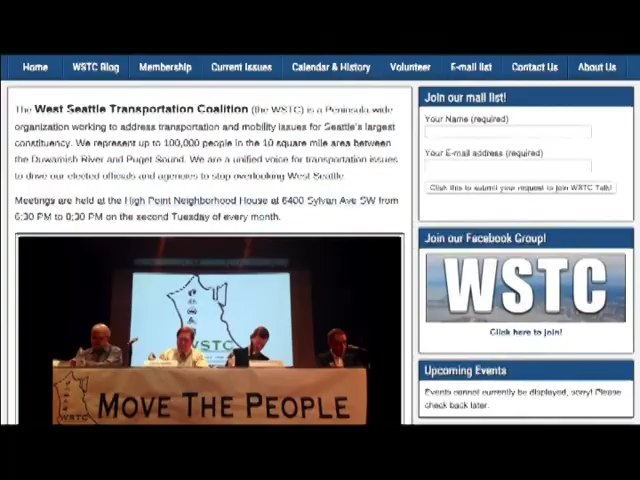 Home WSTC Blog Membership Current Issues Calendar & History Volunteer E-mail list Contact Us About Us
The West Seattle Transportation Coalition (the WSTC) is a Peninsula-wide
organization working to address transportation and mobility issues for Seattle's largest
constituency. We represent up to 100,000 people in the 10 square mile area between
the Duwamish River and Puget Sound. We are a unified voice for transportation issues
to drive our elected officials and agencies to stop overlooking West Seattle.
Meetings are held at the High Point Neighborhood House at 6400 Sylvan Ave SW from
6:30 PM to 8:30 PM on the second Tuesday of every month.
WSTC
WSTC
MOVE THE PEOPLE
Join our mail list!
Your Name (required)
Your E-mail address (required)
Click this to submit your request to join WSTC Talk!
Join our Facebook Group!
WSTC
Click here to join!
Upcoming Events
Events cannot currently be displayed, sorry! Please
check back later.